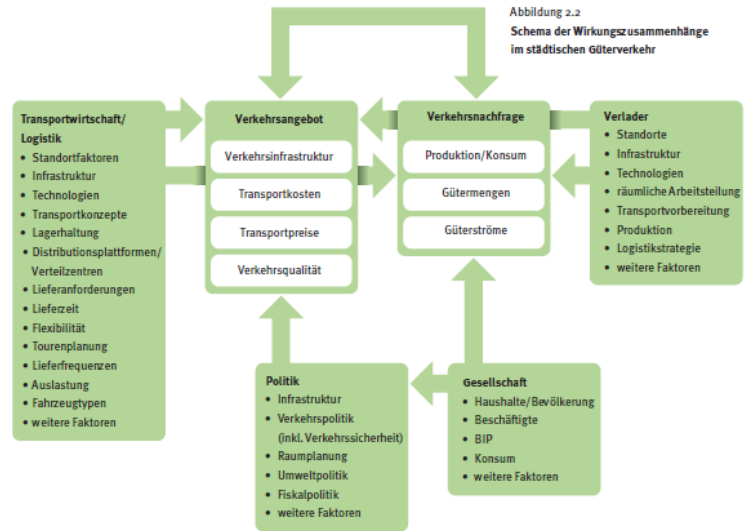 Abbildung 2.2
Schema der Wirkungszusammenhänge
im städtischen Güterverkehr
Transportwirtschaft/
Logistik
• Standortfaktoren
• Infrastruktur
• Technologien
• Transportkonzepte
• Lagerhaltung
• Distributionsplattformen/
Verteilzentren
• Lieferanforderungen
• Lieferzeit
• Flexibilität
• Tourenplanung
• Lieferfrequenzen
• Auslastung
• Fahrzeugtypen
• weitere Faktoren
Verkehrsangebot
Verkehrsinfrastruktur
Transportkosten
Transportpreise
Verkehrsqualität
Verkehrsnachfrage
Produktion/Konsum
Gütermengen
Güterströme
Verlader
• Standorte
• Infrastruktur
• Technologien
• räumliche Arbeitsteilung
• Transportvorbereitung
• Produktion
• Logistikstrategie
• weitere Faktoren
Politik
• Infrastruktur
• Verkehrspolitik
(inkl. Verkehrssicherheit)
• Raumplanung
• Umweltpolitik
• Fiskalpolitik
• weitere Faktoren
Gesellschaft
• Haushalte/Bevölkerung
• Beschäftigte
• BIP
• Konsum
• weitere Faktoren